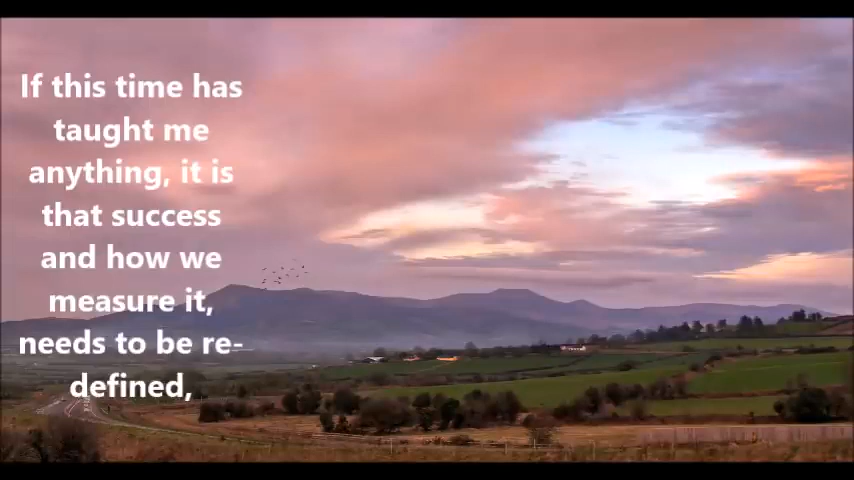 If this time has
taught me
anything, it is
that success
and how we
measure it,
needs to be re-
defined,